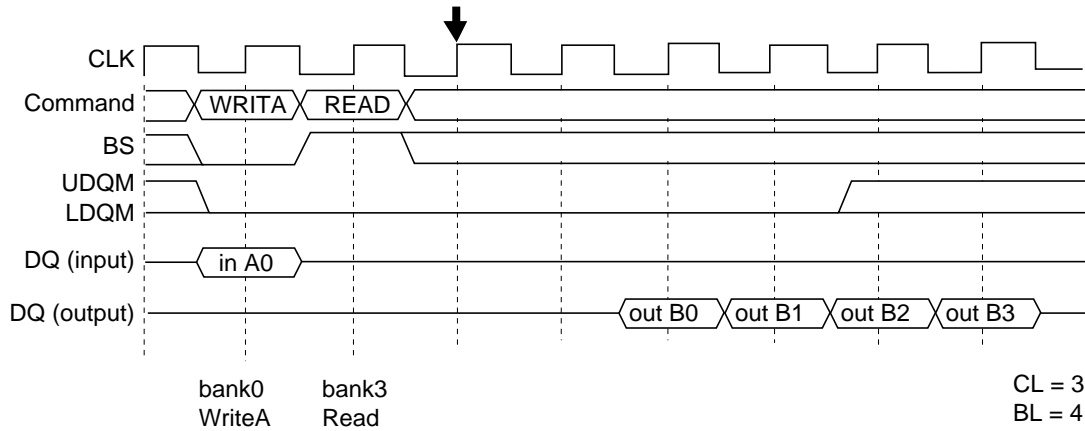 CLK
Command WRITA READ
BS
UDQM
LDQM
DQ (input) in A0
DQ (output) out B0 out B1 out B2 out B3
bank0 bank3 CL = 3
WriteA Read BL = 4